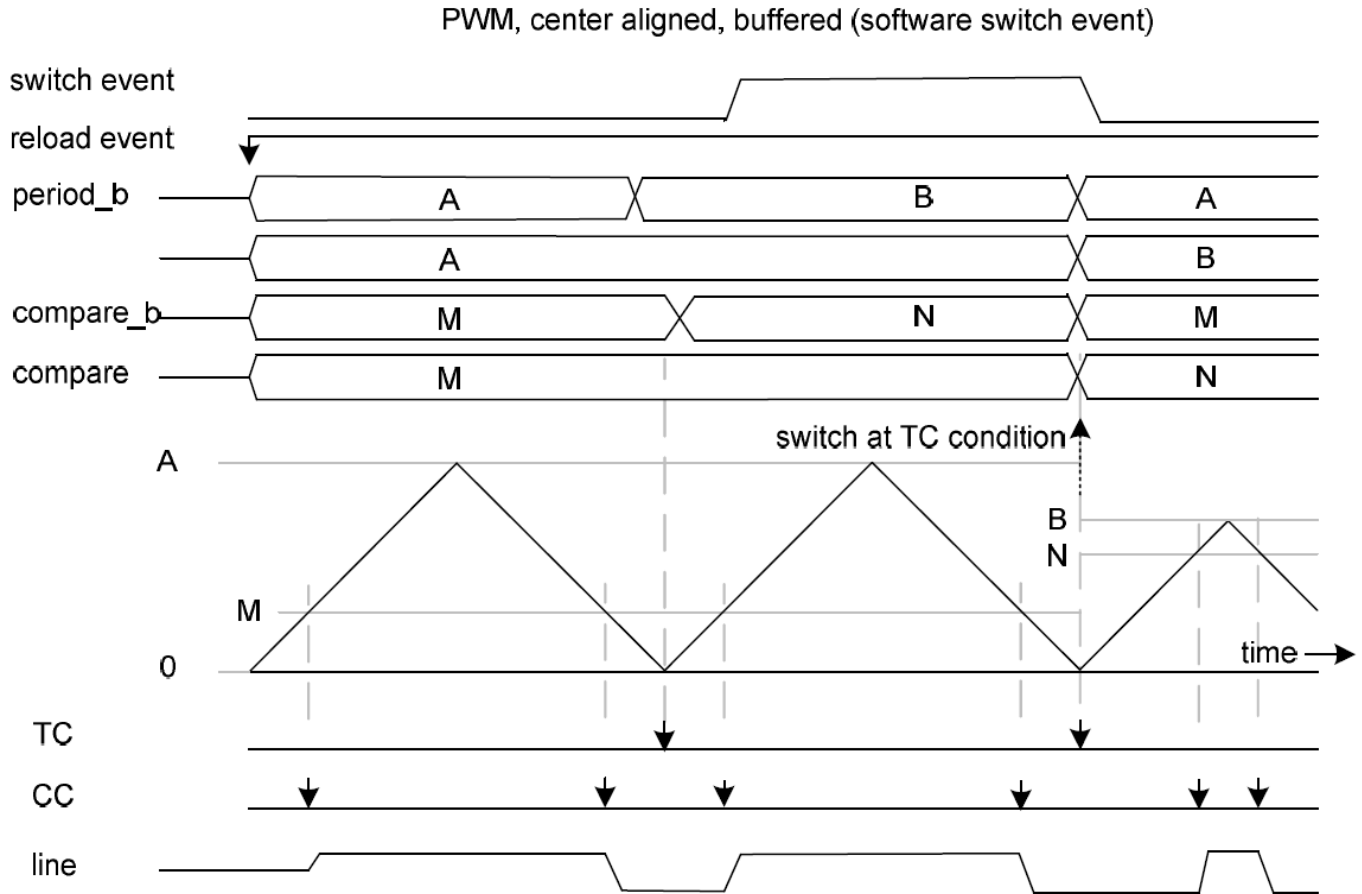 PWM, center aligned, buffered (software switch event)
switch event
reload event
period_b
A
B
A
A
B
compare_b
M
N
M
compare
M
N
switch at TC condition
A
B
N
M
0
time
TC
CC
line